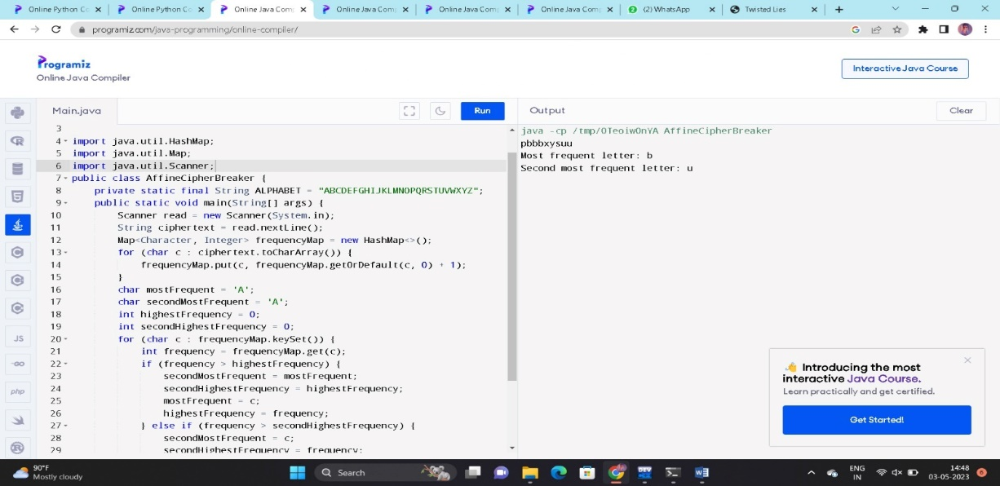 Online Python Co
Online Python Co
Online Java Com
Online Java Com
Online Java Com
Online Java Com
(2) WhatsApp
Twisted Lies
programiz.com/java-programming/online-compiler/
Programiz
Online Java Compiler
Interactive Java Course
Main.java
Run
Output
Clear
3
4 import java.util.HashMap;
5 import java.util.Map;
6 import java.util.Scanner;
7 public class AffineCipherBreaker {
8 private static final String ALPHABET = "ABCDEFGHIJKLMNOPQRSTUVWXYZ";
9 public static void main(String[] args) {
10 Scanner read = new Scanner(System.in);
11 String ciphertext = read.nextLine();
12 Map<Character, Integer> frequencyMap = new HashMap<>();
13 for (char c : ciphertext.toCharArray()) {
14 frequencyMap.put(c, frequencyMap.getOrDefault(c, 0) + 1);
15 }
16 char mostFrequent = 'A';
17 char secondMostFrequent = 'A';
18 int highestFrequency = 0;
19 int secondHighestFrequency = 0;
20 for (char c : frequencyMap.keySet()) {
21 int frequency = frequencyMap.get(c);
22 if (frequency > highestFrequency) {
23 secondMostFrequent = mostFrequent;
24 secondHighestFrequency = highestFrequency;
25 mostFrequent = c;
26 highestFrequency = frequency;
27 } else if (frequency > secondHighestFrequency) {
28 secondMostFrequent = c;
29 secondHighestFrequency = frequency;
java -cp /tmp/OTeoiwOnYA AffineCipherBreaker
pbbbxysuu
Most frequent letter: b
Second most frequent letter: u
JS
GO
php
Introducing the most
interactive Java Course.
Learn practically and get certified.
Get Started!
90°F
Mostly cloudy
Search
DEV
ENG
IN
14:48
03-05-2023